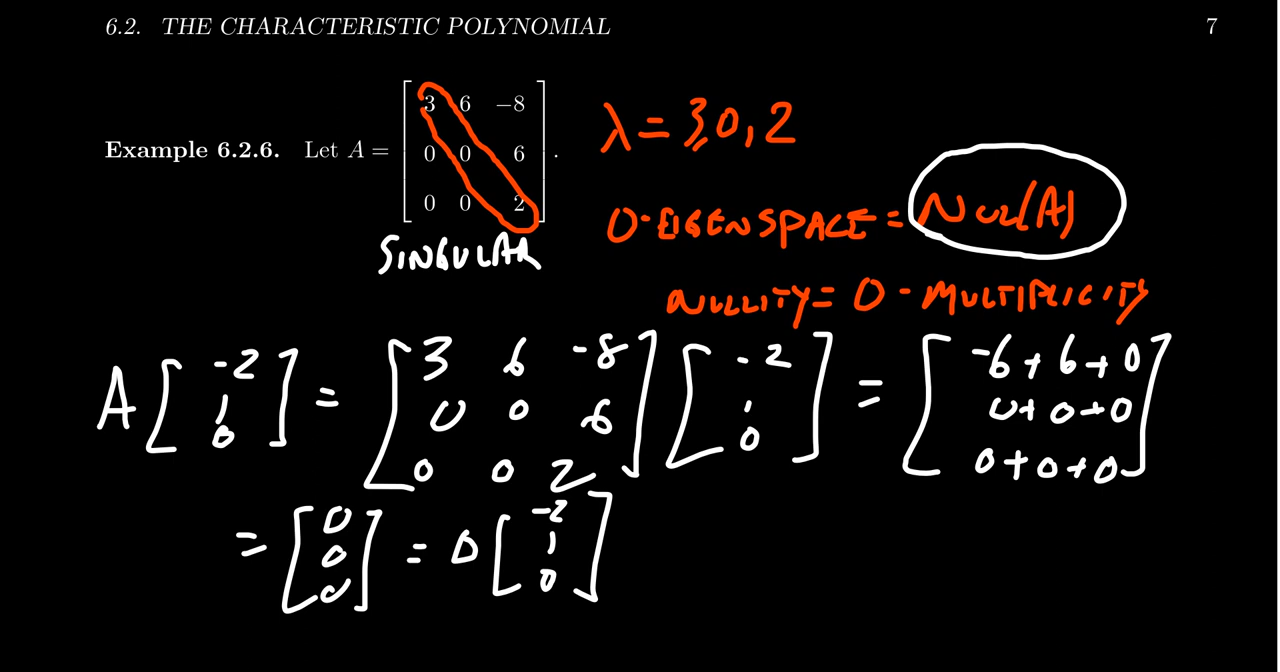 6.2. THE CHARACTERISTIC POLYNOMIAL 7
3 6 −8
Example 6.2.6. Let A = 0 0 6 .
0 0 2
λ = 3, 0, 2
0-EIGENSPACE = NUL(A)
SINGULAR
NULLITY = 0 - MULTIPLICITY
-2 3 6 -8 -2 -6 + 6 + 0
A 1 = 0 0 6 1 = 0 + 0 + 0
0 0 0 2 0 0 + 0 + 0
0 -2
= 0 = 0 1
0 0